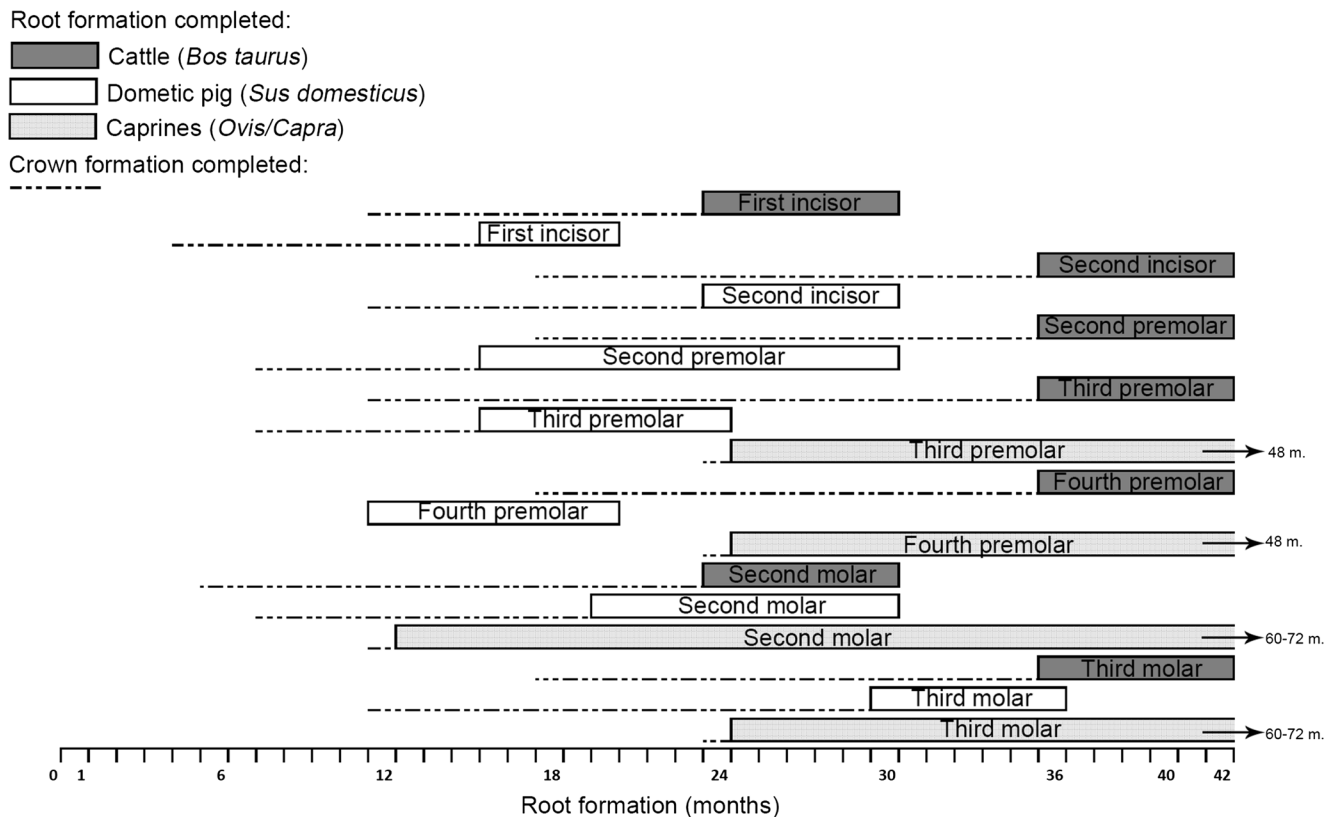 Root formation completed:
Cattle (Bos taurus)
Dometic pig (Sus domesticus)
Caprines (Ovis/Capra)
Crown formation completed:
First incisor
First incisor
Second incisor
Second incisor
Second premolar
Second premolar
Third premolar
Third premolar
Third premolar
48 m.
Fourth premolar
Fourth premolar
Fourth premolar
48 m.
Second molar
Second molar
Second molar
60-72 m.
Third molar
Third molar
Third molar
60-72 m.
0 1 6 12 18 24 30 36 40 42
Root formation (months)